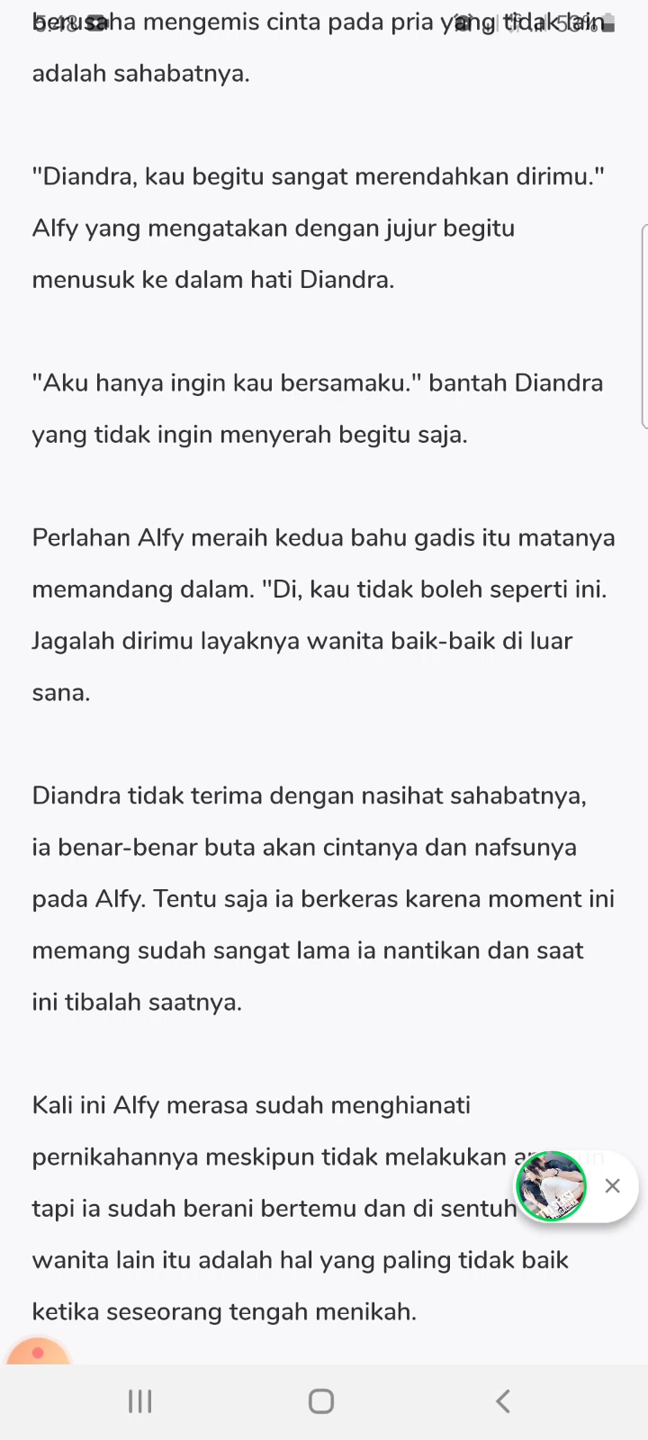 berusaha mengemis cinta pada pria yang tidak lain
adalah sahabatnya.
"Diandra, kau begitu sangat merendahkan dirimu."
Alfy yang mengatakan dengan jujur begitu
menusuk ke dalam hati Diandra.
"Aku hanya ingin kau bersamaku." bantah Diandra
yang tidak ingin menyerah begitu saja.
Perlahan Alfy meraih kedua bahu gadis itu matanya
memandang dalam. "Di, kau tidak boleh seperti ini.
Jagalah dirimu layaknya wanita baik-baik di luar
sana.
Diandra tidak terima dengan nasihat sahabatnya,
ia benar-benar buta akan cintanya dan nafsunya
pada Alfy. Tentu saja ia berkeras karena moment ini
memang sudah sangat lama ia nantikan dan saat
ini tibalah saatnya.
Kali ini Alfy merasa sudah menghianati
pernikahannya meskipun tidak melakukan
tapi ia sudah berani bertemu dan di sentuh
wanita lain itu adalah hal yang paling tidak baik
ketika seseorang tengah menikah.